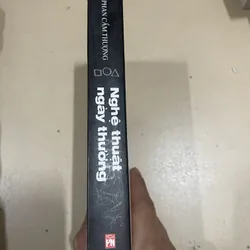 PHAN CẨM THƯỢNG
Nghệ thuật
ngày thường